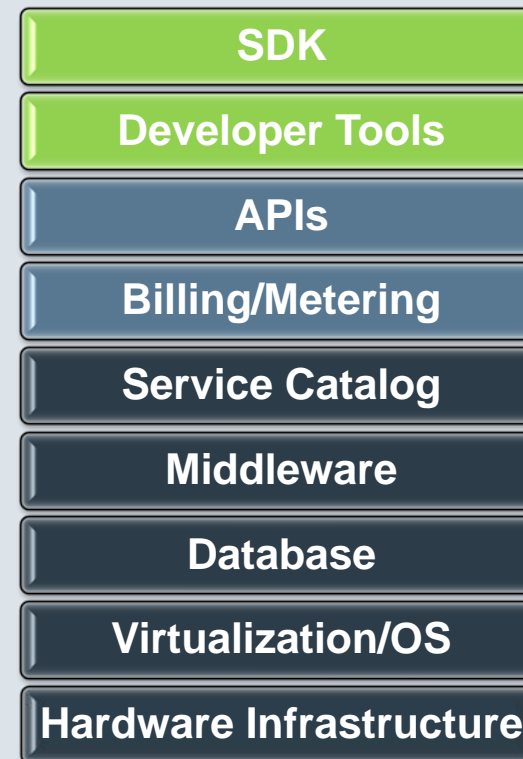 SDK
Developer Tools
APIs
Billing/Metering
Service Catalog
Middleware
Database
Virtualization/OS
Hardware Infrastructure